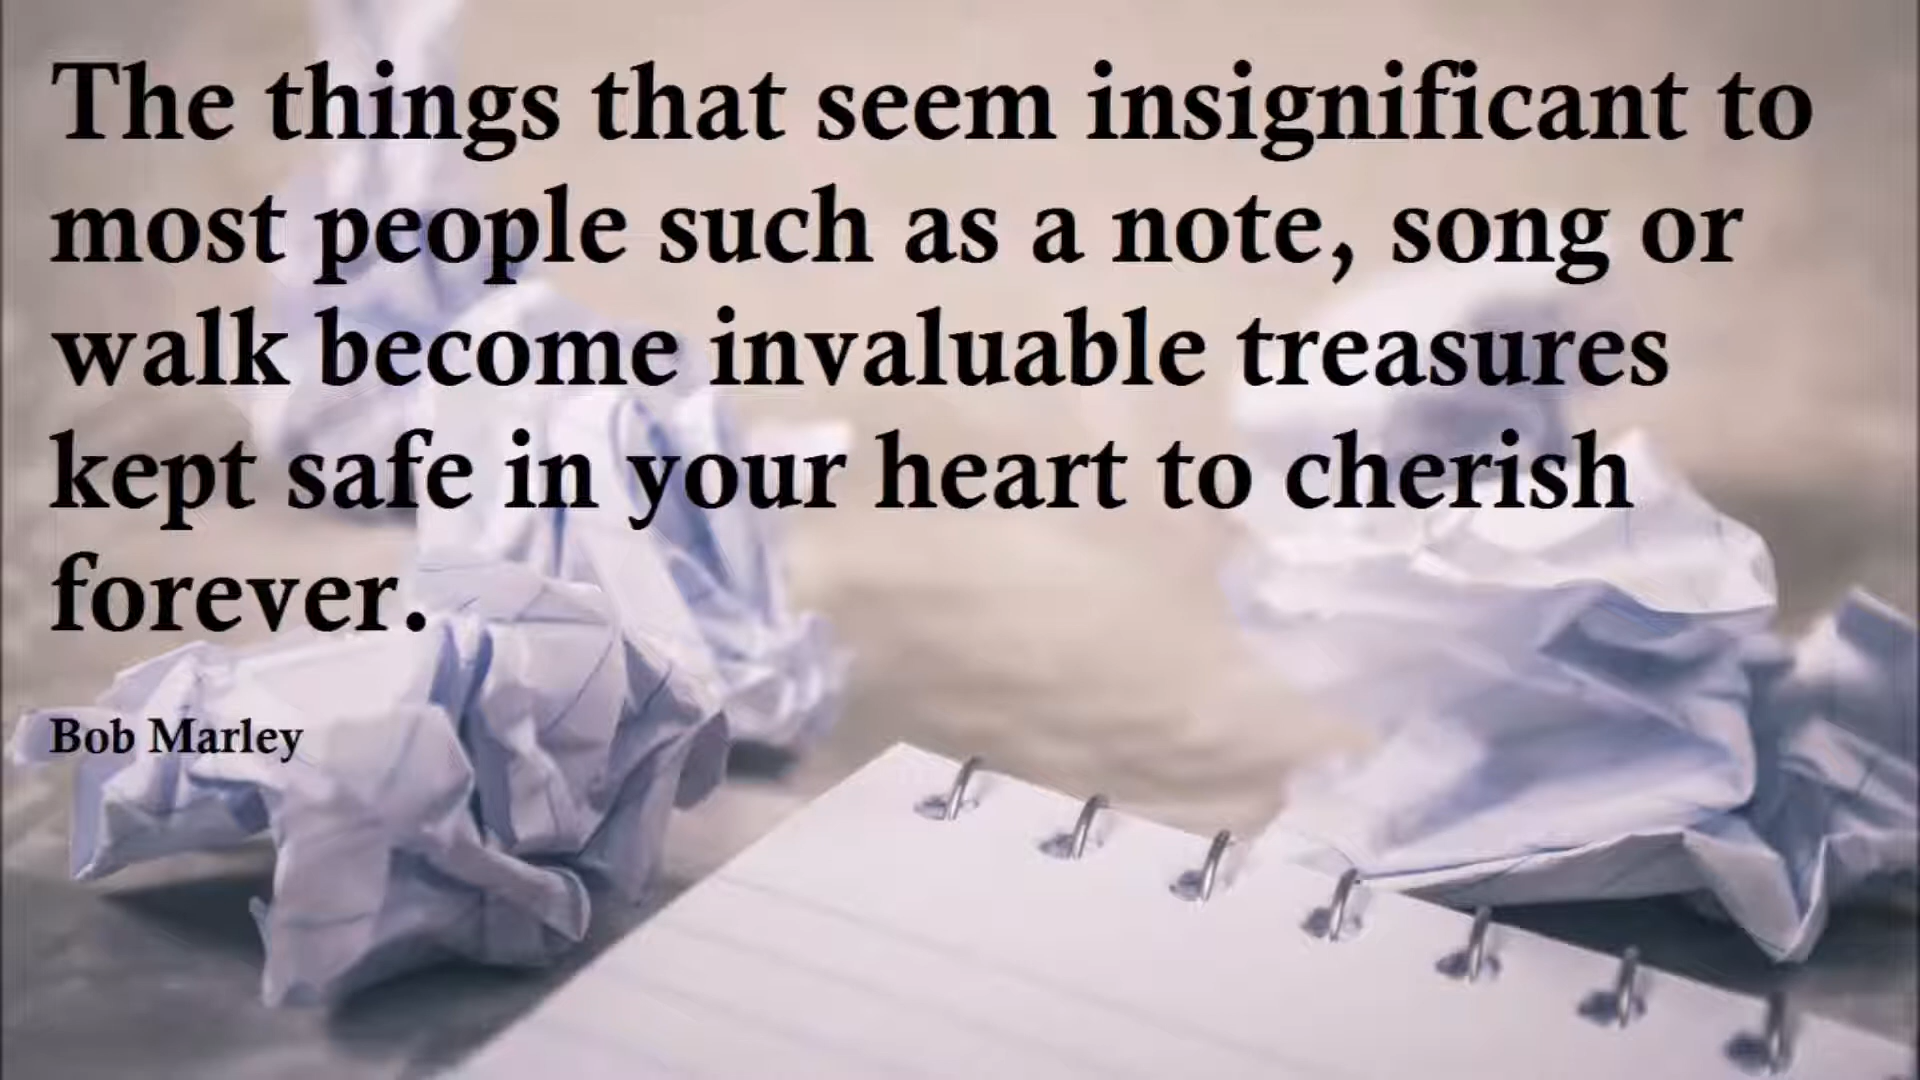 The things that seem insignificant to
most people such as a note, song or
walk become invaluable treasures
kept safe in your heart to cherish
forever.
Bob Marley